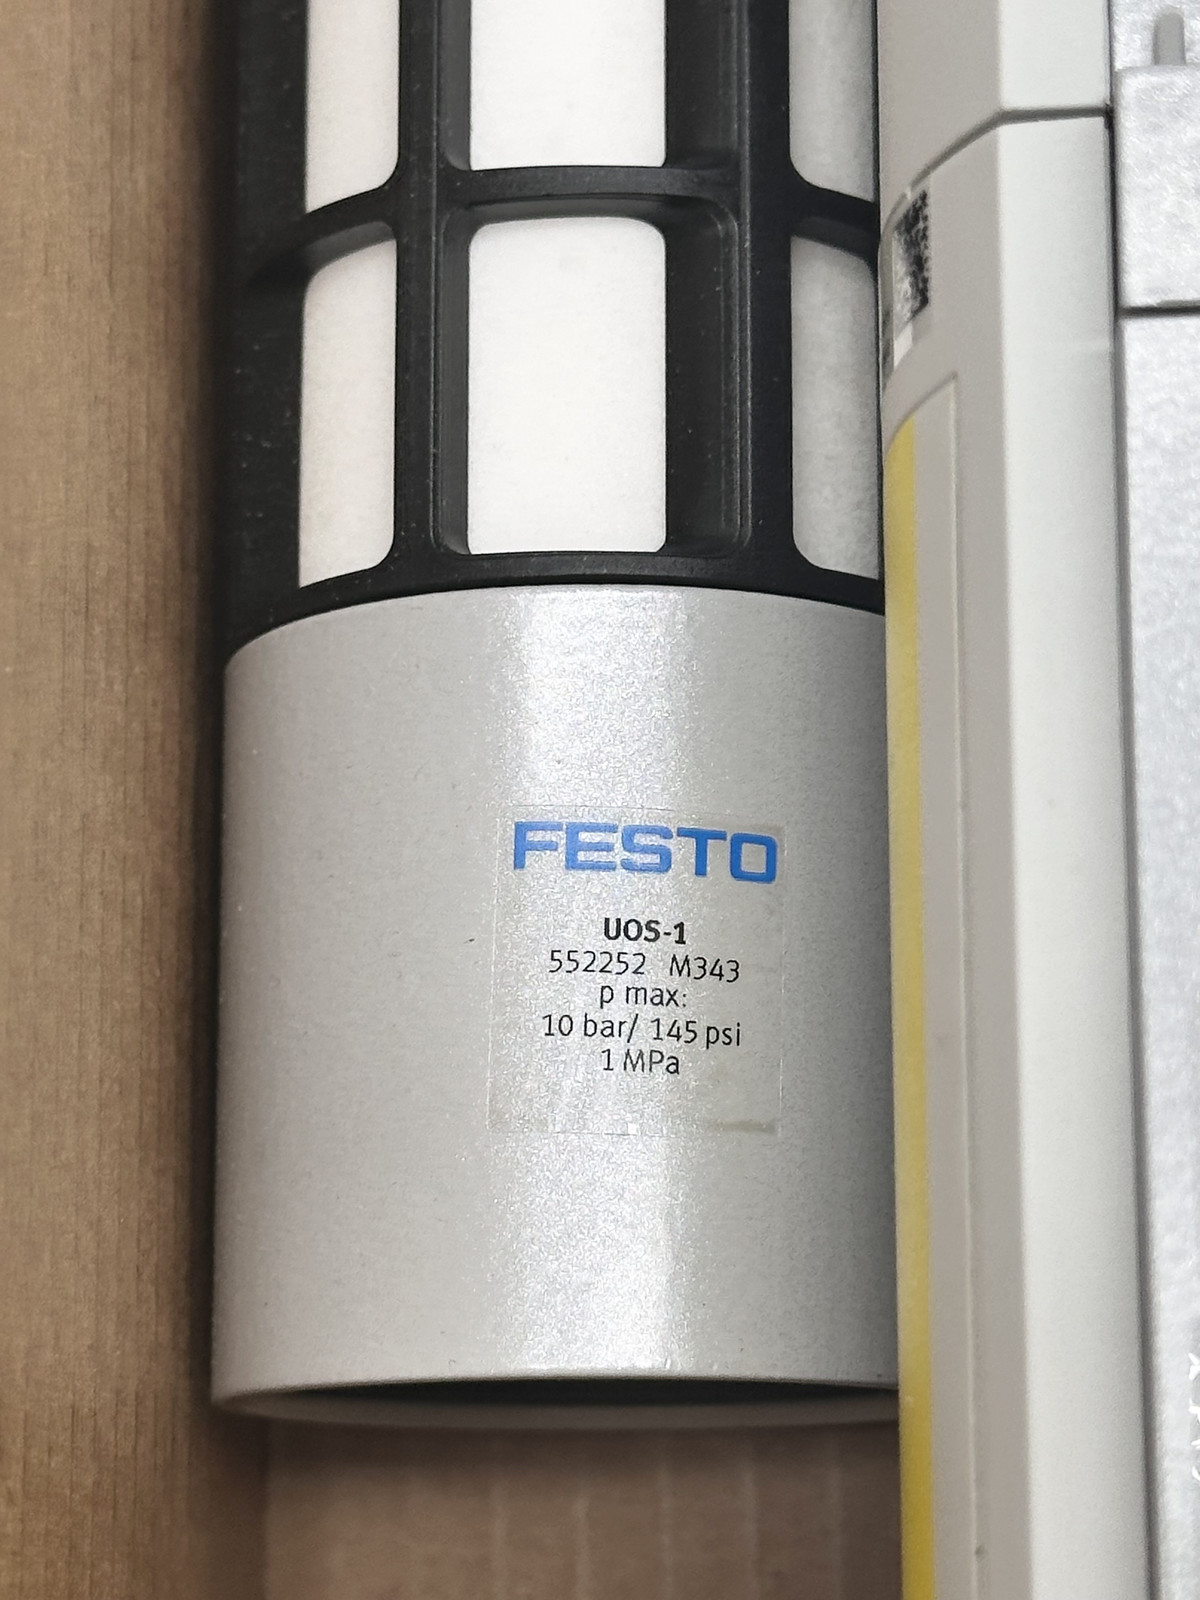 FESTO
UOS-1
552252 M343
p max:
10 bar/ 145 psi
1 MPa